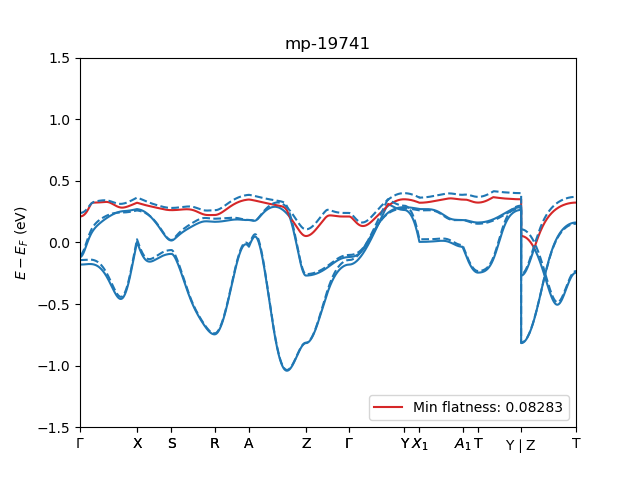 mp-19741
1.5
1.0
0.5
0.0
−0.5
−1.0
−1.5
E − E_F (eV)
Min flatness: 0.08283
Γ X S R A Z Γ Y X₁ A₁ T Y | Z T